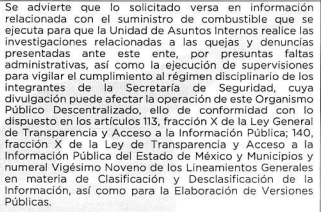 Se advierte que lo solicitado versa en información
relacionada con el suministro de combustible que se
ejecuta para que la Unidad de Asuntos Internos realice las
investigaciones relacionadas a las quejas y denuncias
presentadas ante este ente, por presuntas faltas
administrativas, así como la ejecución de supervisiones
para vigilar el cumplimiento al régimen disciplinario de los
integrantes de la Secretaría de Seguridad, cuya
divulgación puede afectar la operación de este Organismo
Público Descentralizado, ello de conformidad con lo
dispuesto en los artículos 113, fracción X de la Ley General
de Transparencia y Acceso a la Información Pública; 140,
fracción X de la Ley de Transparencia y Acceso a la
Información Pública del Estado de México y Municipios y
numeral Vigésimo Noveno de los Lineamientos Generales
en materia de Clasificación y Desclasificación de la
Información, así como para la Elaboración de Versiones
Públicas.